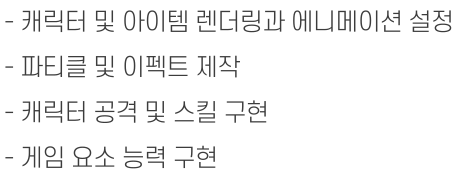 - 캐릭터 및 아이템 렌더링과 에니메이션 설정
- 파티클 및 이펙트 제작
- 캐릭터 공격 및 스킬 구현
- 게임 요소 능력 구현